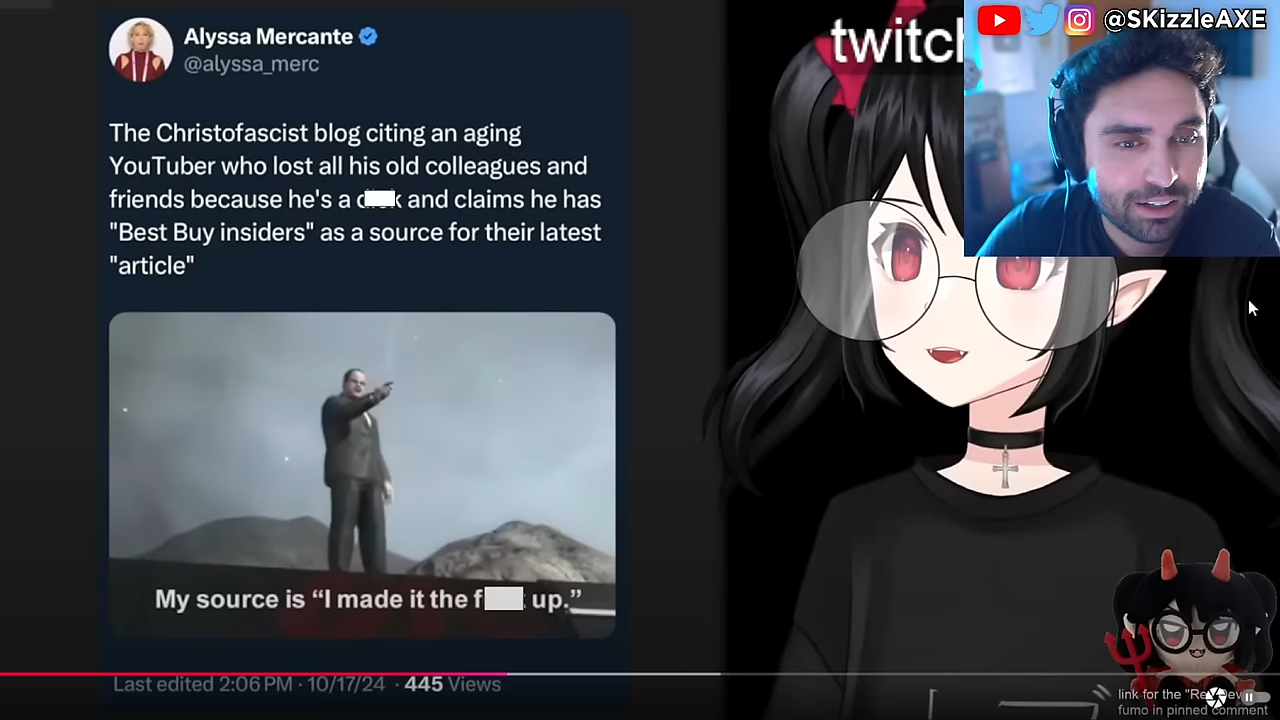 Alyssa Mercante
@alyssa_merc
The Christofascist blog citing an aging
YouTuber who lost all his old colleagues and
friends because he's a d k and claims he has
"Best Buy insiders" as a source for their latest
"article"
My source is “I made it the f up.”
Last edited 2:06 PM · 10/17/24 · 445 Views
twitch
@SKizzleAXE
link for the "Re Dev
fumo in pinned comment